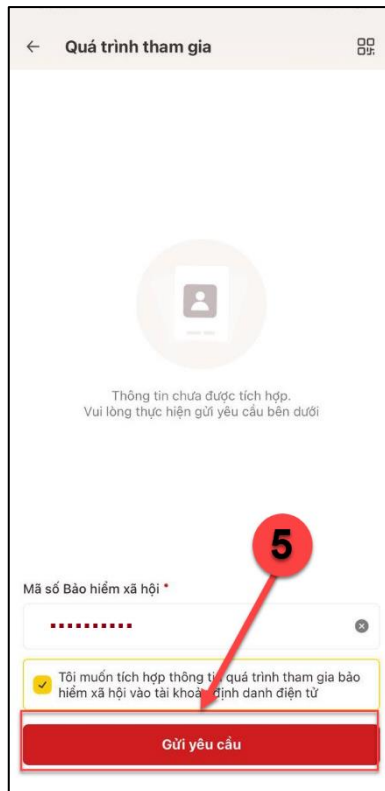 Quá trình tham gia
Thông tin chưa được tích hợp.
Vui lòng thực hiện gửi yêu cầu bên dưới
5
Mã số Bảo hiểm xã hội *
Tôi muốn tích hợp thông tin quá trình tham gia bảo
hiểm xã hội vào tài khoản định danh điện tử
Gửi yêu cầu